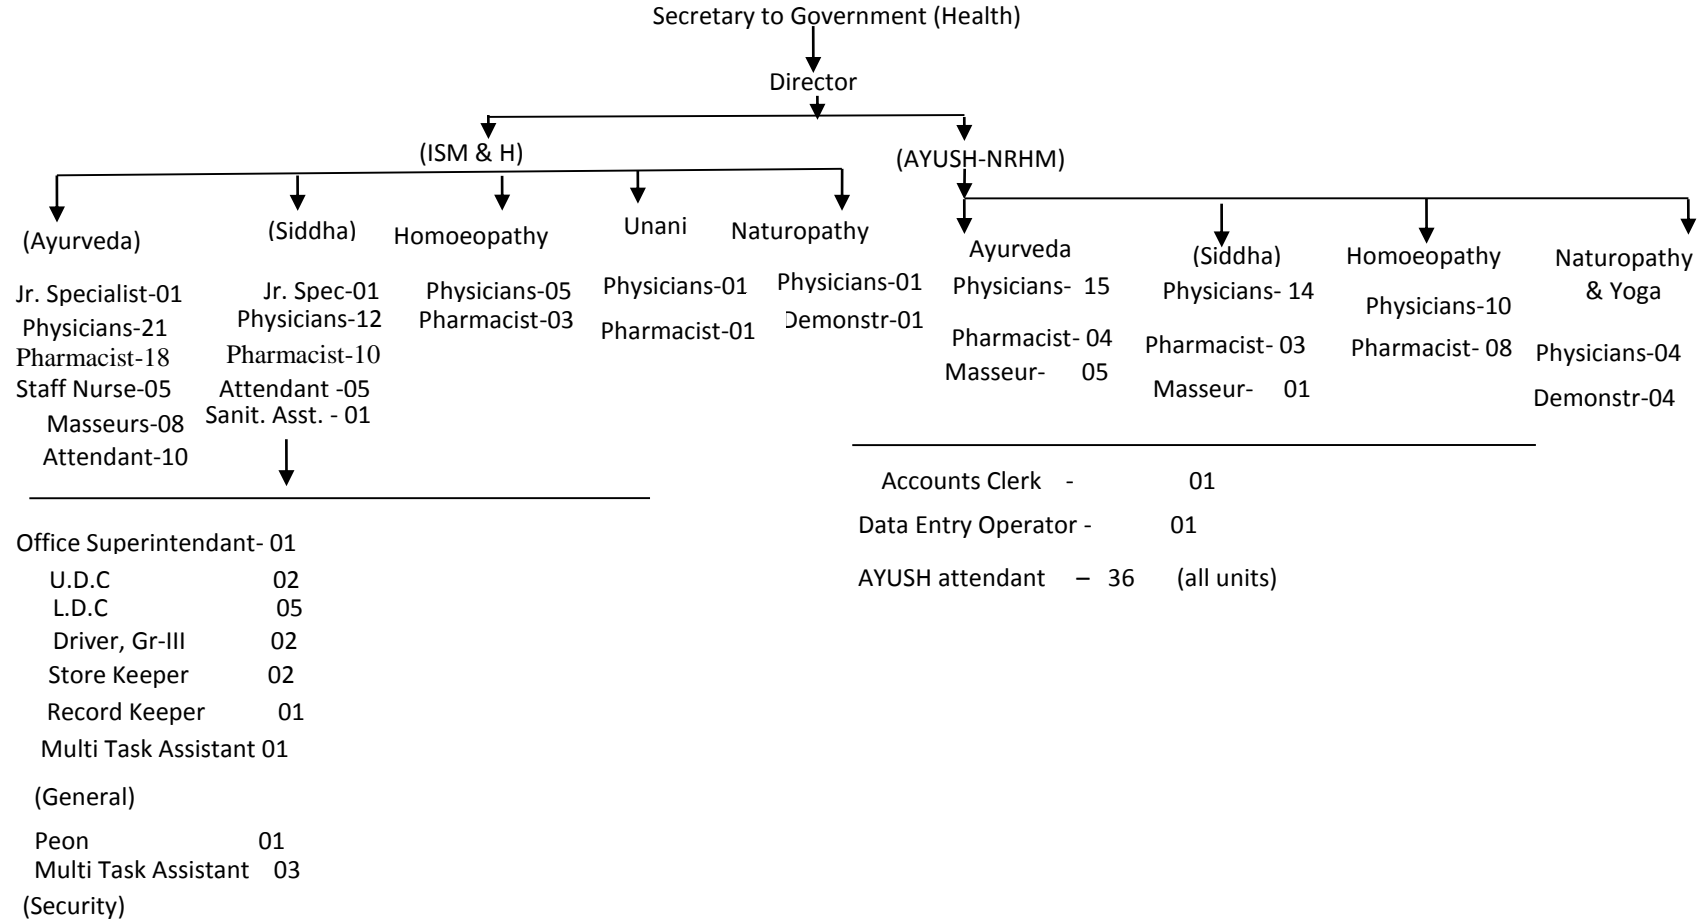 Secretary to Government (Health)
Director
(ISM & H)
(AYUSH-NRHM)
(Ayurveda)
Jr. Specialist-01
Physicians-21
Pharmacist-18
Staff Nurse-05
Masseurs-08
Attendant-10
(Siddha)
Jr. Spec-01
Physicians-12
Pharmacist-10
Attendant -05
Sanit. Asst. - 01
Homoeopathy
Physicians-05
Pharmacist-03
Unani
Physicians-01
Pharmacist-01
Naturopathy
Physicians-01
Demonstr-01
Ayurveda
Physicians- 15
Pharmacist- 04
Masseur- 05
(Siddha)
Physicians- 14
Pharmacist- 03
Masseur- 01
Homoeopathy
Physicians-10
Pharmacist- 08
Naturopathy
& Yoga
Physicians-04
Demonstr-04
Office Superintendant- 01
U.D.C 02
L.D.C 05
Driver, Gr-III 02
Store Keeper 02
Record Keeper 01
Multi Task Assistant 01
(General)
Peon 01
Multi Task Assistant 03
(Security)
Accounts Clerk - 01
Data Entry Operator - 01
AYUSH attendant – 36 (all units)